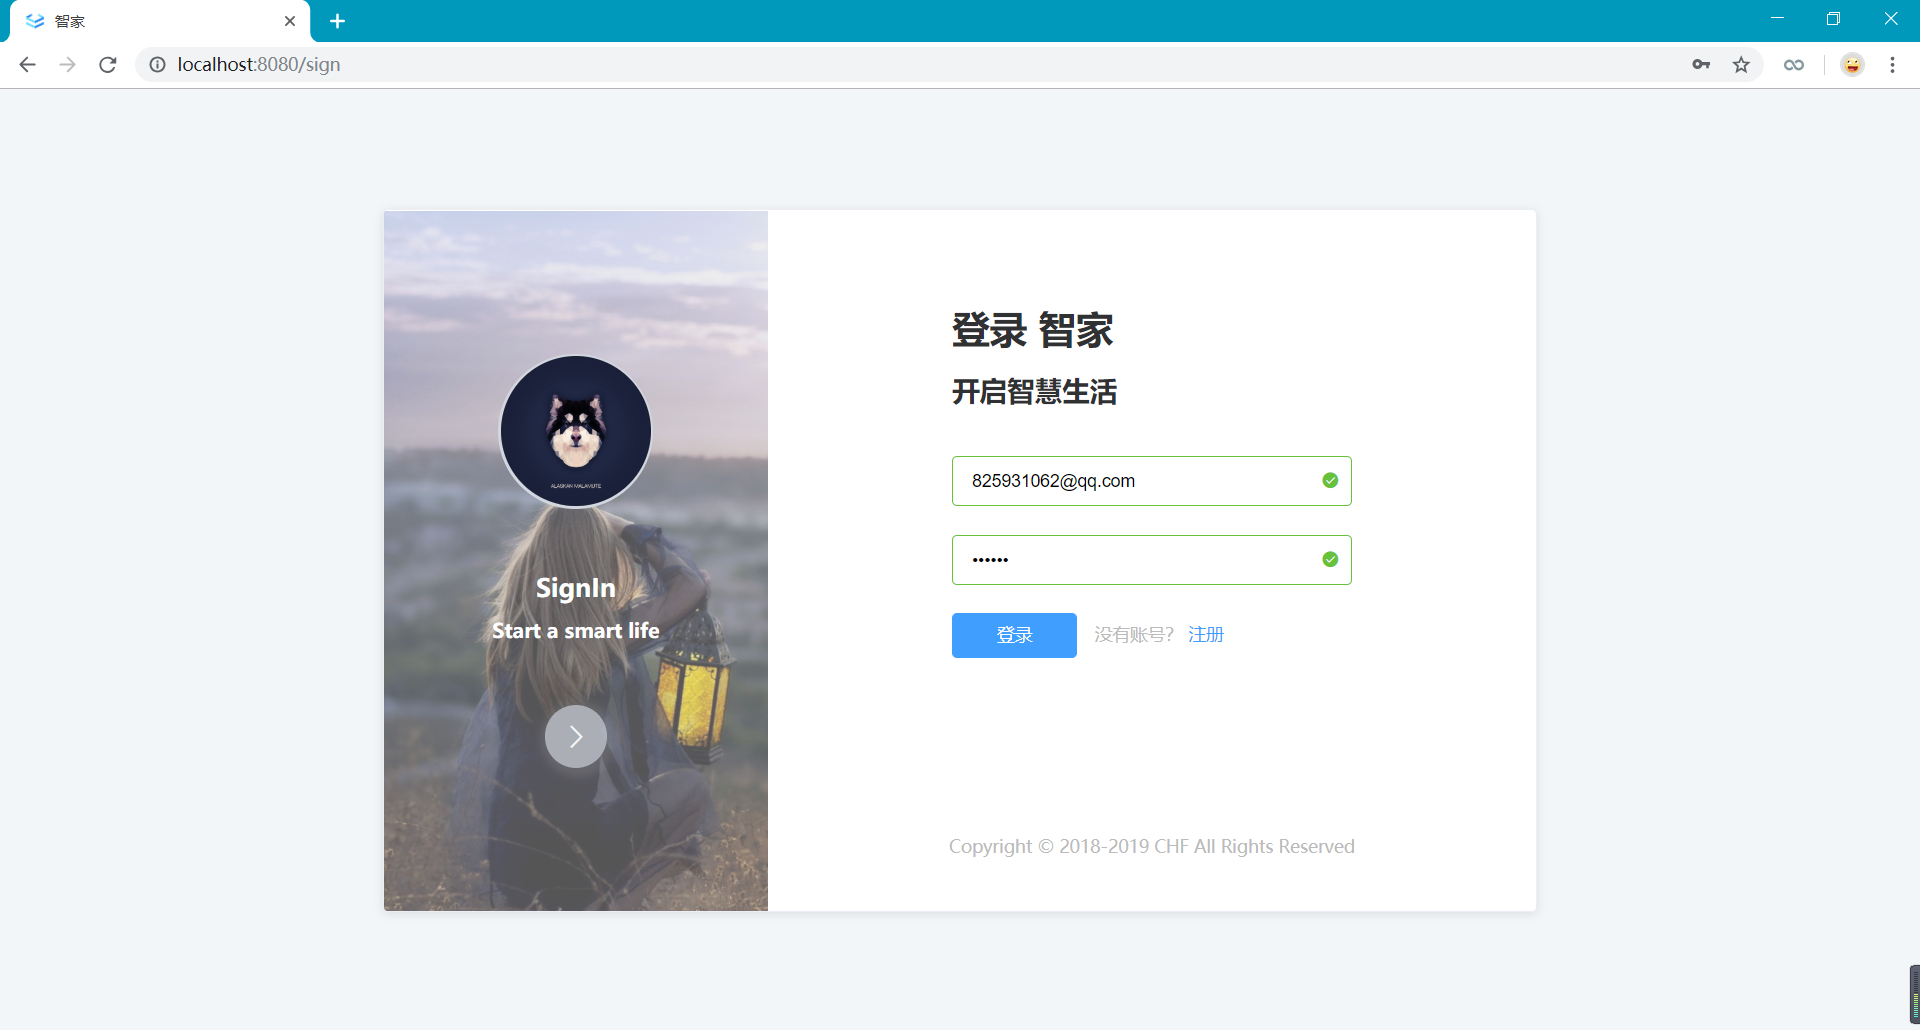 智家
localhost:8080/sign
ALASKAN MALAMUTE
SignIn
Start a smart life
登录 智家
开启智慧生活
825931062@qq.com
••••••
登录 没有账号? 注册
Copyright © 2018-2019 CHF All Rights Reserved